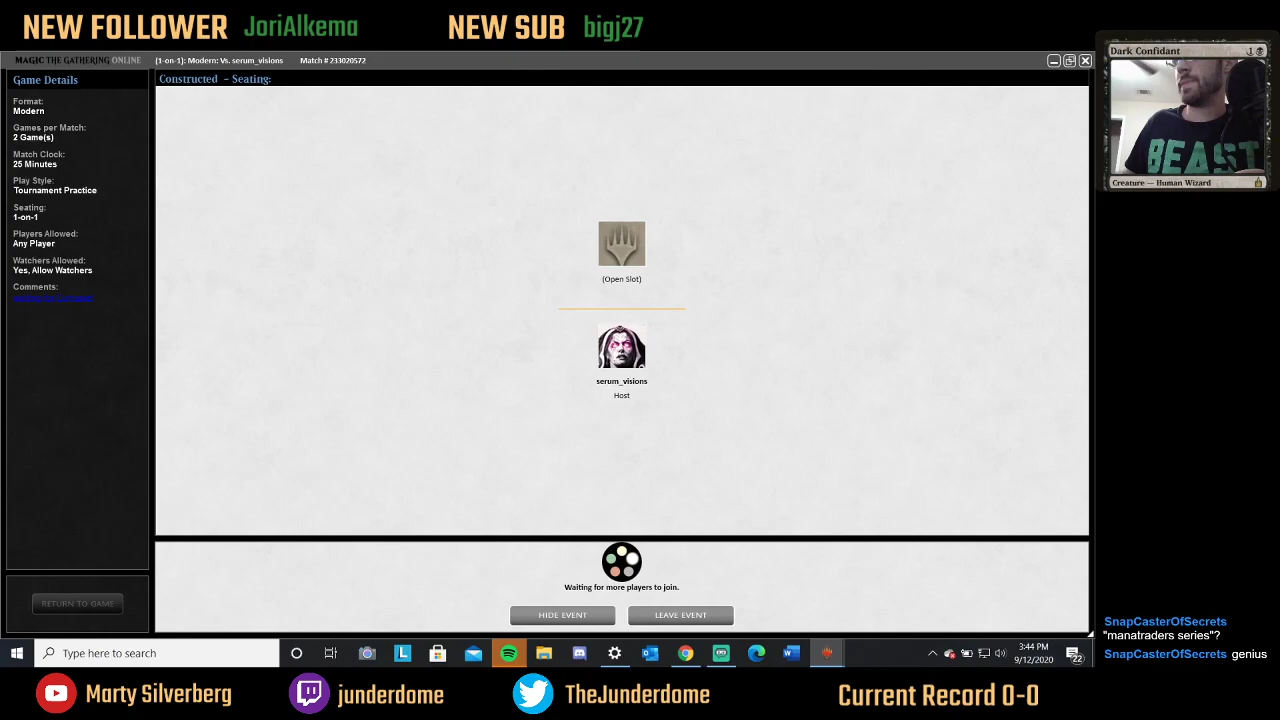 NEW FOLLOWER JoriAlkema NEW SUB bigj27
MAGIC THE GATHERING ONLINE (1-on-1): Modern: Vs. serum_visions Match # 233020572
Game Details
Format:
Modern
Games per Match:
2 Game(s)
Match Clock:
25 Minutes
Play Style:
Tournament Practice
Seating:
1-on-1
Players Allowed:
Any Player
Watchers Allowed:
Yes, Allow Watchers
Comments:
RETURN TO GAME
Constructed - Seating:
(Open Slot)
serum_visions
Host
Waiting for more players to join.
HIDE EVENT LEAVE EVENT
Dark Confidant 1
BEAST
Creature — Human Wizard
SnapCasterOfSecrets
"manatraders series"?
SnapCasterOfSecrets genius
Type here to search
L
3:44 PM
9/12/2020
22
Marty Silverberg junderdome TheJunderdome Current Record 0-0